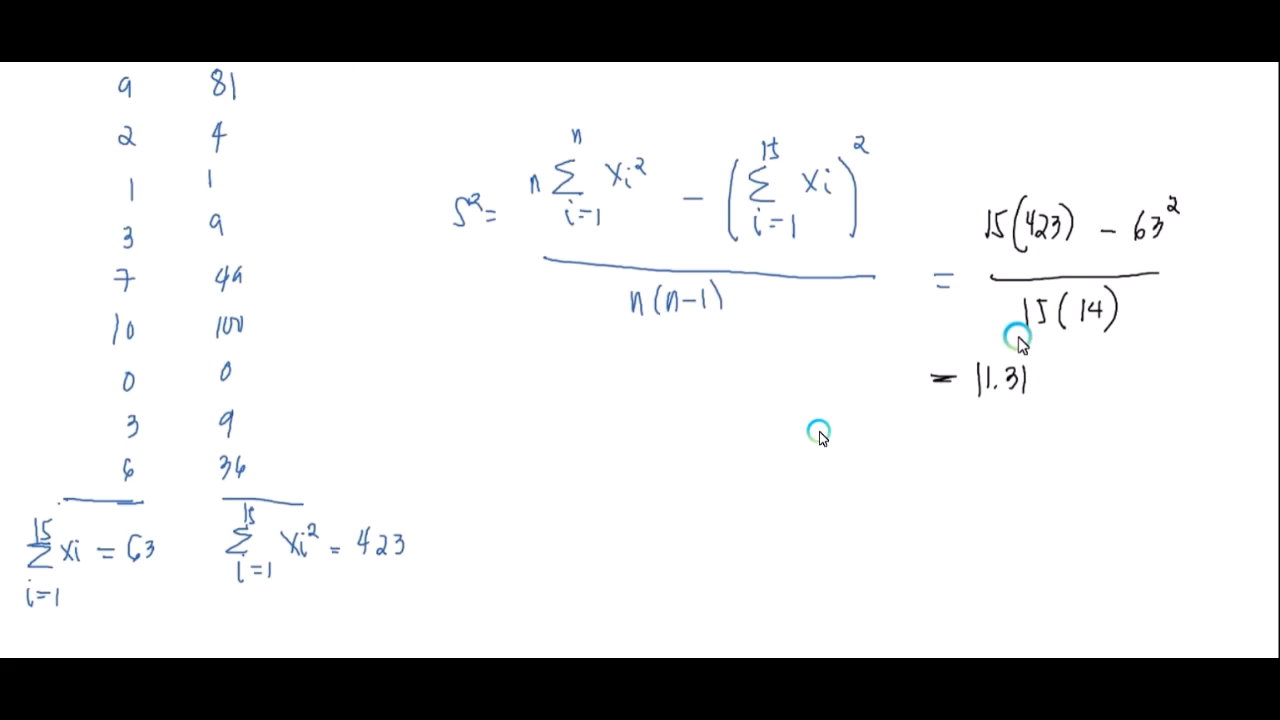 9 81
2 4
1 1
3 9
7 49
10 100
0 0
3 9
6 36
15 Σ i=1 xi = 63
15 Σ i=1 xi² = 423
S² = n n Σ i=1 xi² − ( 15 Σ i=1 xi )²
n(n−1)
= 15(423) − 63²
15(14)
= 11.31